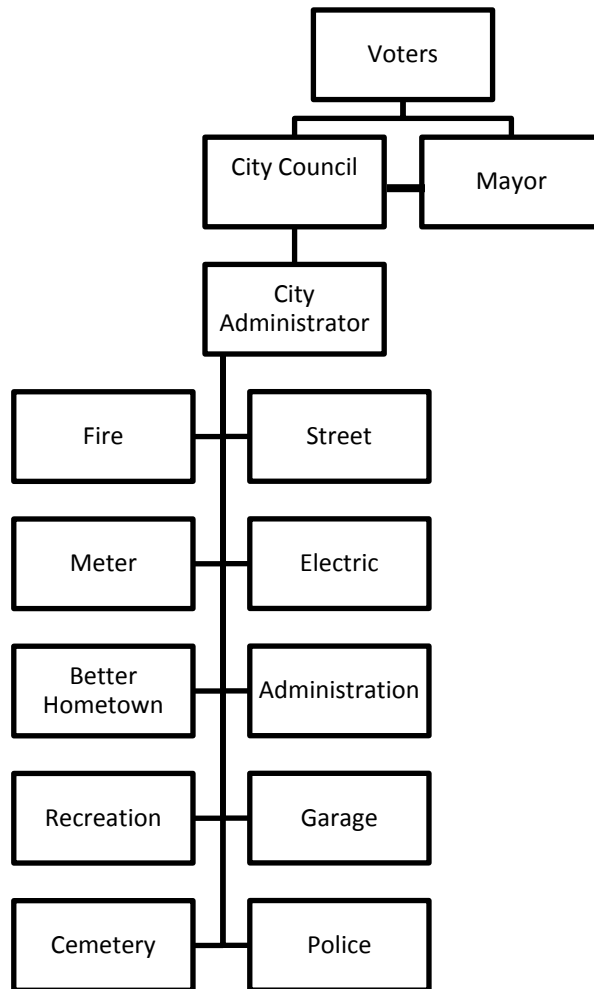 Voters
City Council
Mayor
City
Administrator
Fire
Street
Meter
Electric
Better
Hometown
Administration
Recreation
Garage
Cemetery
Police